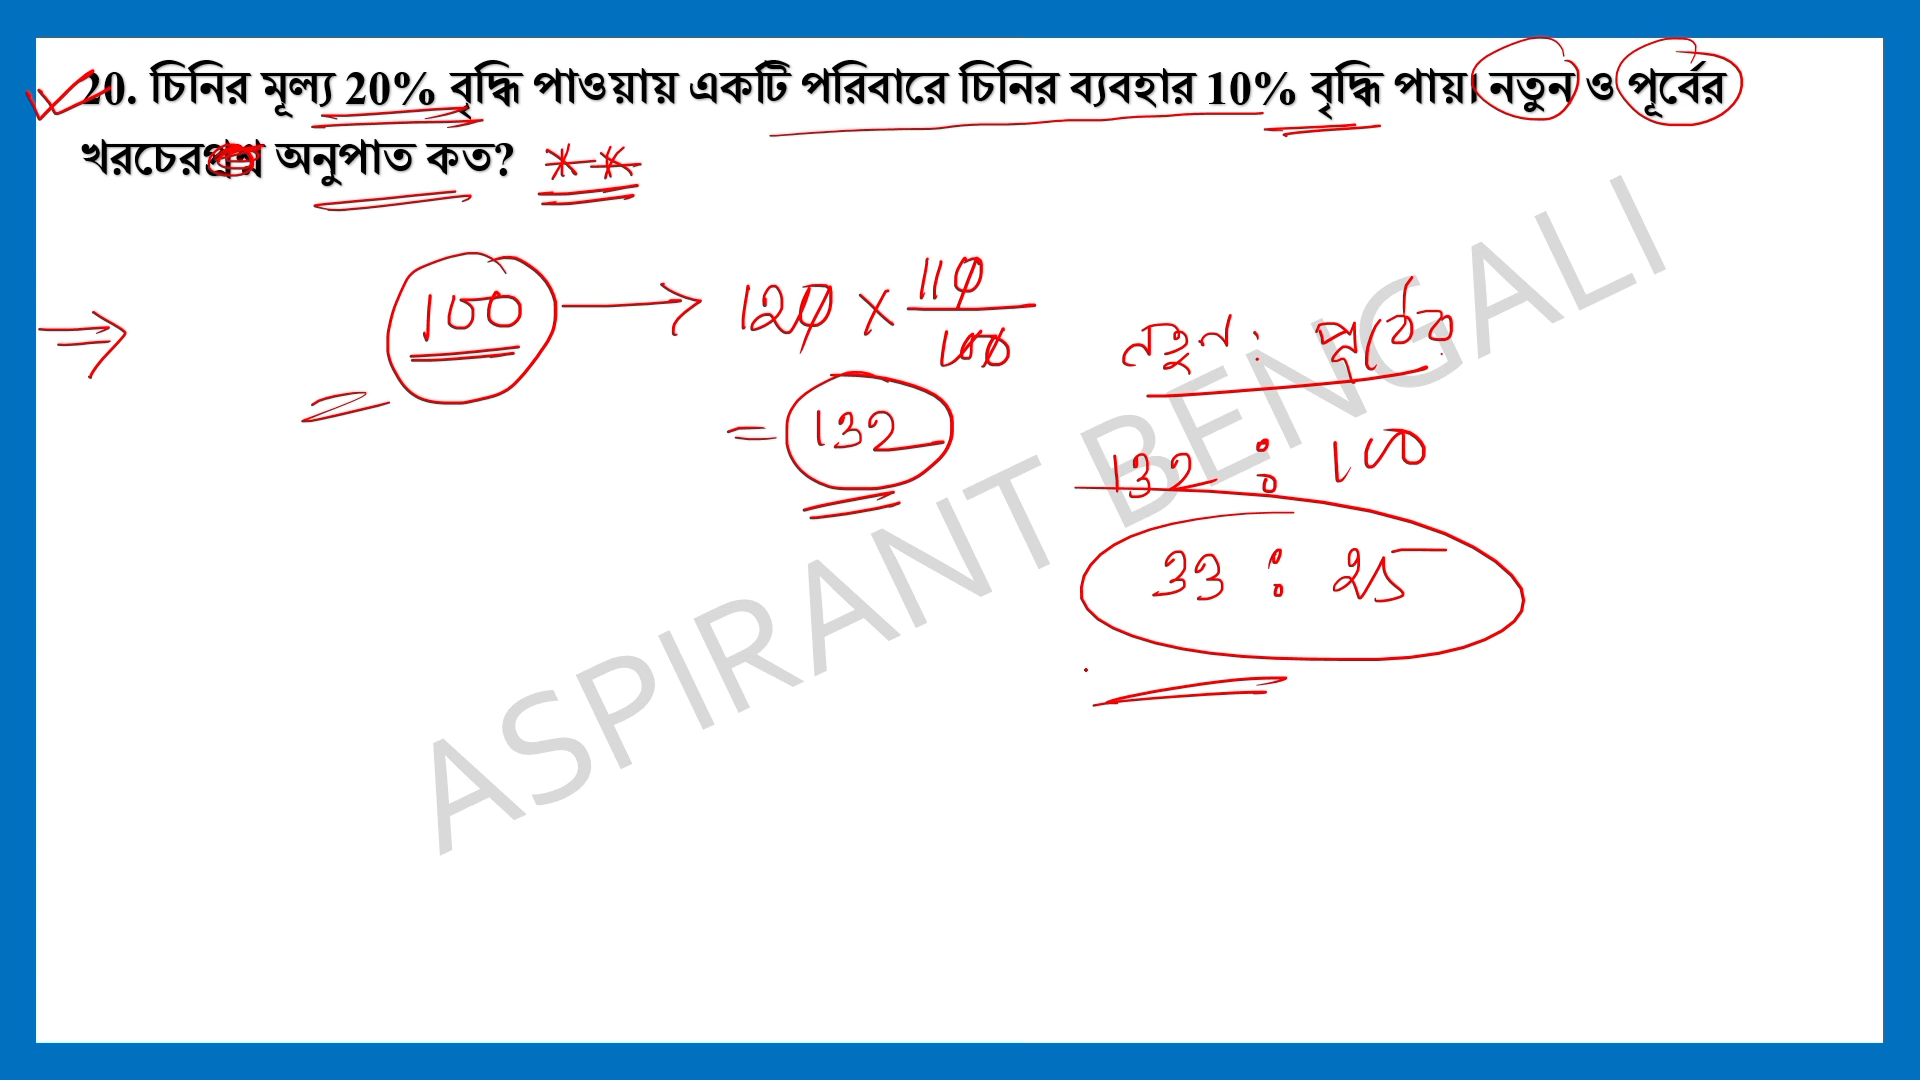 20. চিনির মূল্য 20% বৃদ্ধি পাওয়ায় একটি পরিবারে চিনির ব্যবহার 10% বৃদ্ধি পায়। নতুন ও পূর্বের
খরচের অনুপাত কত? **
⇒ 100 → 120 × 110/100
= 132
নতুন : পূর্বের
132 : 100
33 : 25
ASPIRANT BENGALI